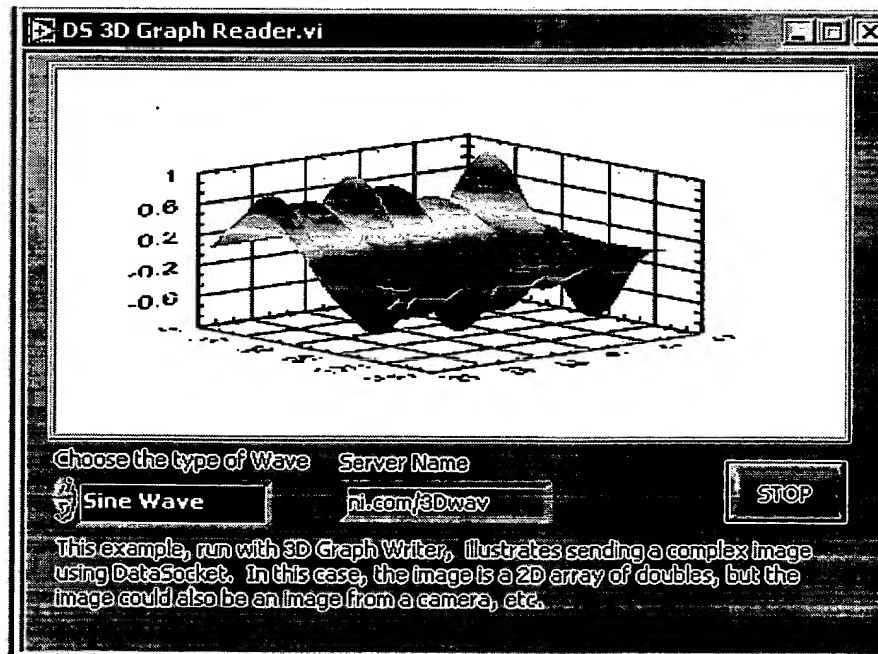 DS 3D Graph Reader.vi
1
0.6
0.2
-0.2
-0.6
Choose the type of Wave Server Name
Sine Wave ni.com/3Dwav STOP
This example, run with 3D Graph Writer, illustrates sending a complex image
using DataSocket. In this case, the image is a 2D array of doubles, but the
image could also be an image from a camera, etc.